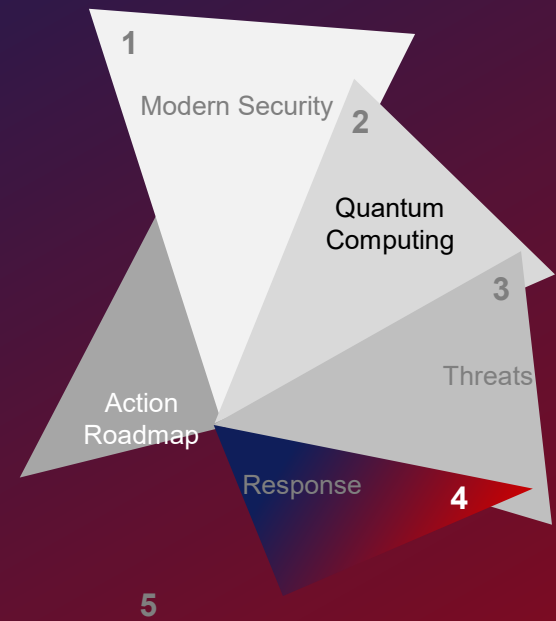 1
Modern Security
2
Quantum
Computing
3
Threats
Action
Roadmap
Response
4
5